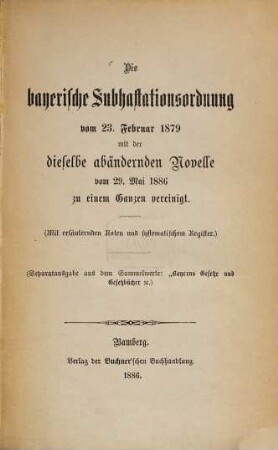 Die
bayerische Subhastationsordnung
vom 23. Februar 1879
mit der
dieselbe abändernden Novelle
vom 29. Mai 1886
zu einem Ganzen vereinigt.
(Mit erläuternden Noten und systematischem Register.)
(Separatausgabe aus dem Sammelwerke: „Bayerns Gesetze und
Gesetzbücher ꝛc.)
Bamberg.
Verlag der Buchner'schen Buchhandlung.
1886.